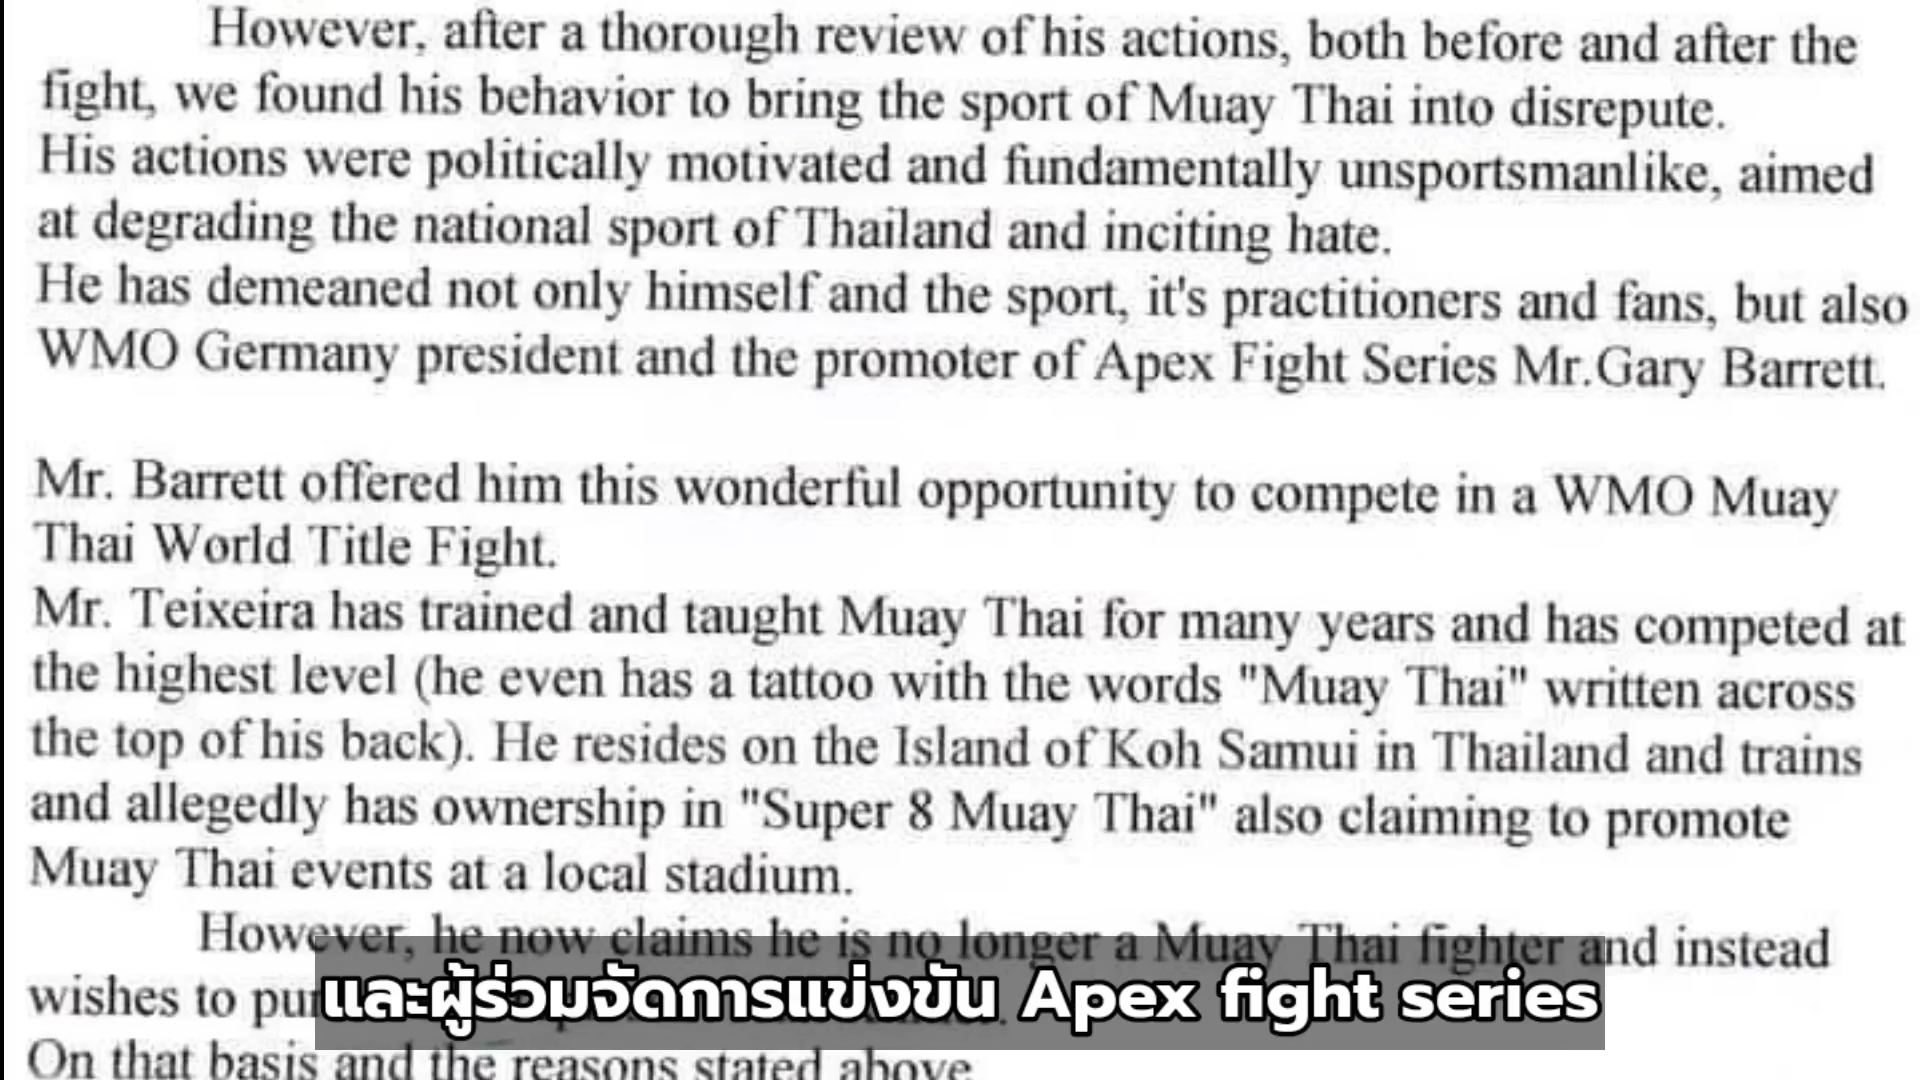 However, after a thorough review of his actions, both before and after the
fight, we found his behavior to bring the sport of Muay Thai into disrepute.
His actions were politically motivated and fundamentally unsportsmanlike, aimed
at degrading the national sport of Thailand and inciting hate.
He has demeaned not only himself and the sport, it's practitioners and fans, but also
WMO Germany president and the promoter of Apex Fight Series Mr.Gary Barrett.
Mr. Barrett offered him this wonderful opportunity to compete in a WMO Muay
Thai World Title Fight.
Mr. Teixeira has trained and taught Muay Thai for many years and has competed at
the highest level (he even has a tattoo with the words "Muay Thai" written across
the top of his back). He resides on the Island of Koh Samui in Thailand and trains
and allegedly has ownership in "Super 8 Muay Thai" also claiming to promote
Muay Thai events at a local stadium.
However, he now claims he is no longer a Muay Thai fighter and instead
wishes to
และผู้ร่วมจัดการแข่งขัน Apex fight series
On that basis and the reasons stated above